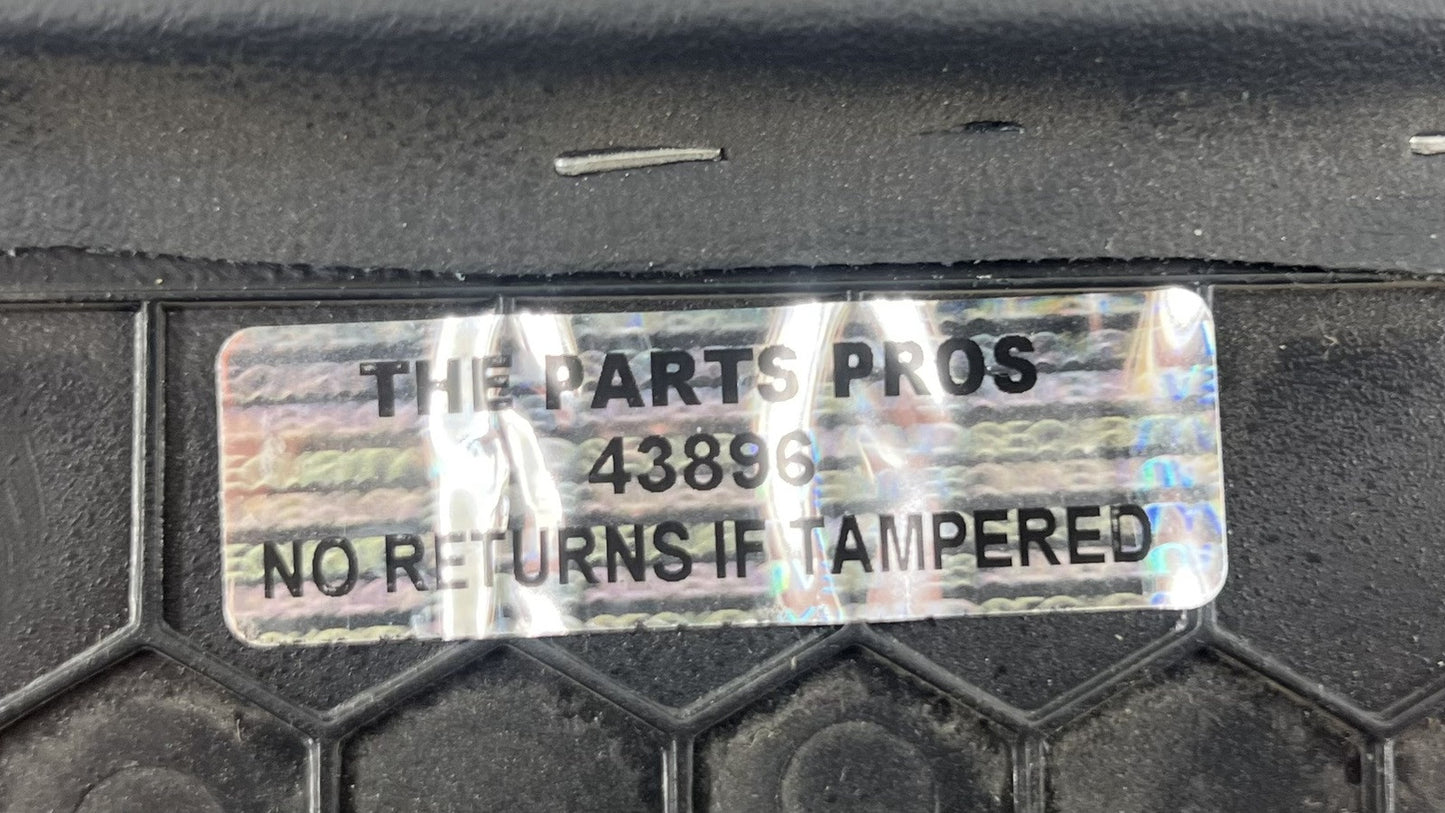 THE PARTS PROS
43896
NO RETURNS IF TAMPERED